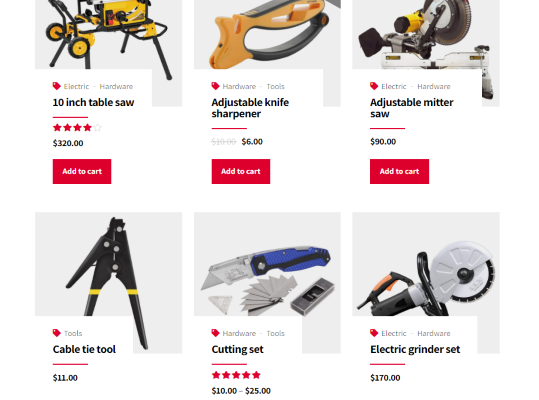 Electric · Hardware
10 inch table saw
$320.00
Add to cart
Hardware · Tools
Adjustable knife
sharpener
$10.00 $6.00
Add to cart
Electric · Hardware
Adjustable mitter
saw
$90.00
Add to cart
Tools
Cable tie tool
$11.00
Hardware · Tools
Cutting set
$10.00 – $25.00
Electric · Hardware
Electric grinder set
$170.00